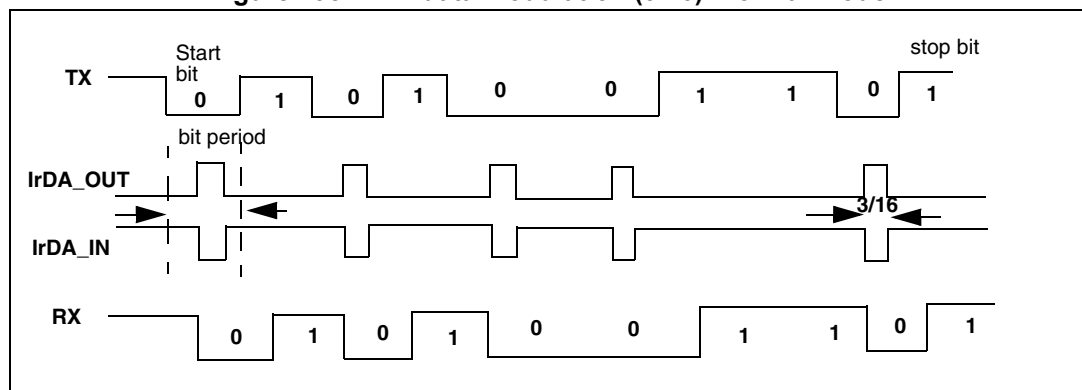 Start
bit
stop bit
TX
0 1 0 1 0 0 1 1 0 1
bit period
IrDA_OUT
3/16
IrDA_IN
RX
0 1 0 1 0 0 1 1 0 1